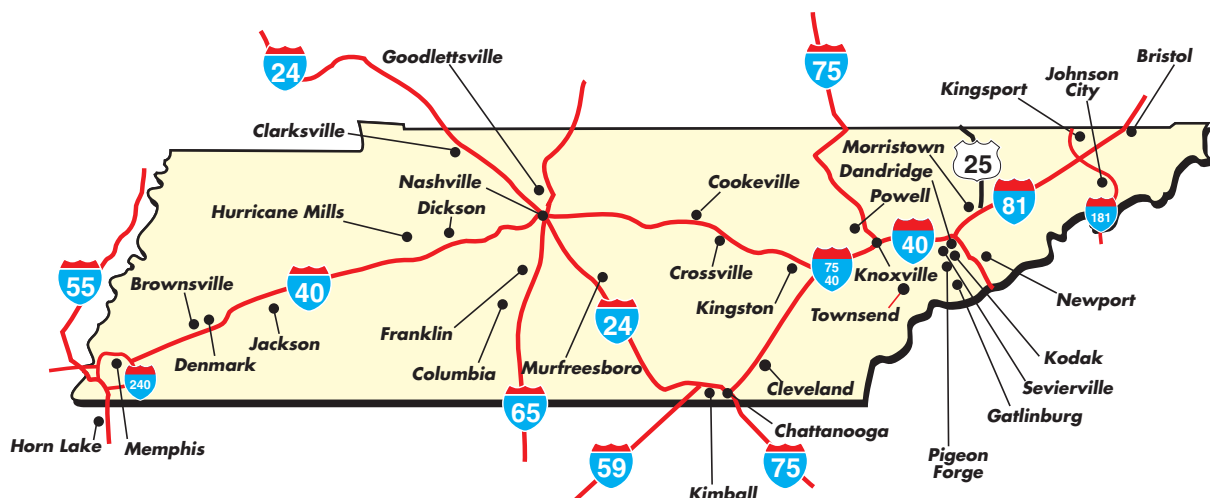 24
Goodlettsville
75
Kingsport
Johnson
City
Bristol
Clarksville
Morristown
Dandridge
25
Nashville
Dickson
Hurricane Mills
Cookeville
Powell
81
181
40
55
Brownsville
40
Crossville
75
40
Knoxville
Kingston
Townsend
Newport
Franklin
24
Denmark
Jackson
Columbia
Murfreesboro
Kodak
240
Cleveland
Sevierville
65
Gatlinburg
Horn Lake
Memphis
Chattanooga
59
75
Pigeon
Forge
Kimball